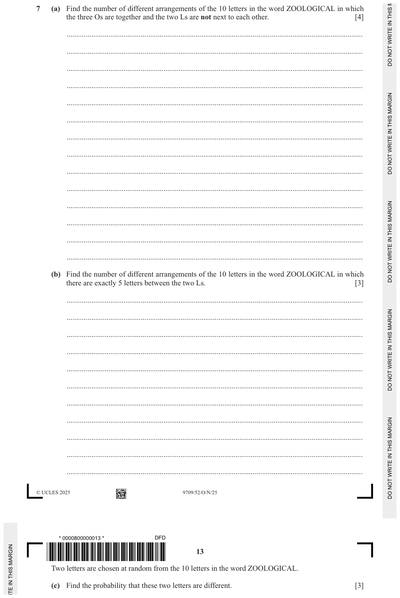 7 (a) Find the number of different arrangements of the 10 letters in the word ZOOLOGICAL in which
the three Os are together and the two Ls are not next to each other. [4]
(b) Find the number of different arrangements of the 10 letters in the word ZOOLOGICAL in which
there are exactly 5 letters between the two Ls. [3]
© UCLES 2025
9709/52/O/N/25
DO NOT WRITE IN THIS MARGIN
DO NOT WRITE IN THIS MARGIN
DO NOT WRITE IN THIS MARGIN
DO NOT WRITE IN THIS MARGIN
DO NOT WRITE IN THIS MARGIN
TE IN THIS MARGIN
* 0000800000013 *
DFD
13
Two letters are chosen at random from the 10 letters in the word ZOOLOGICAL.
(c) Find the probability that these two letters are different. [3]